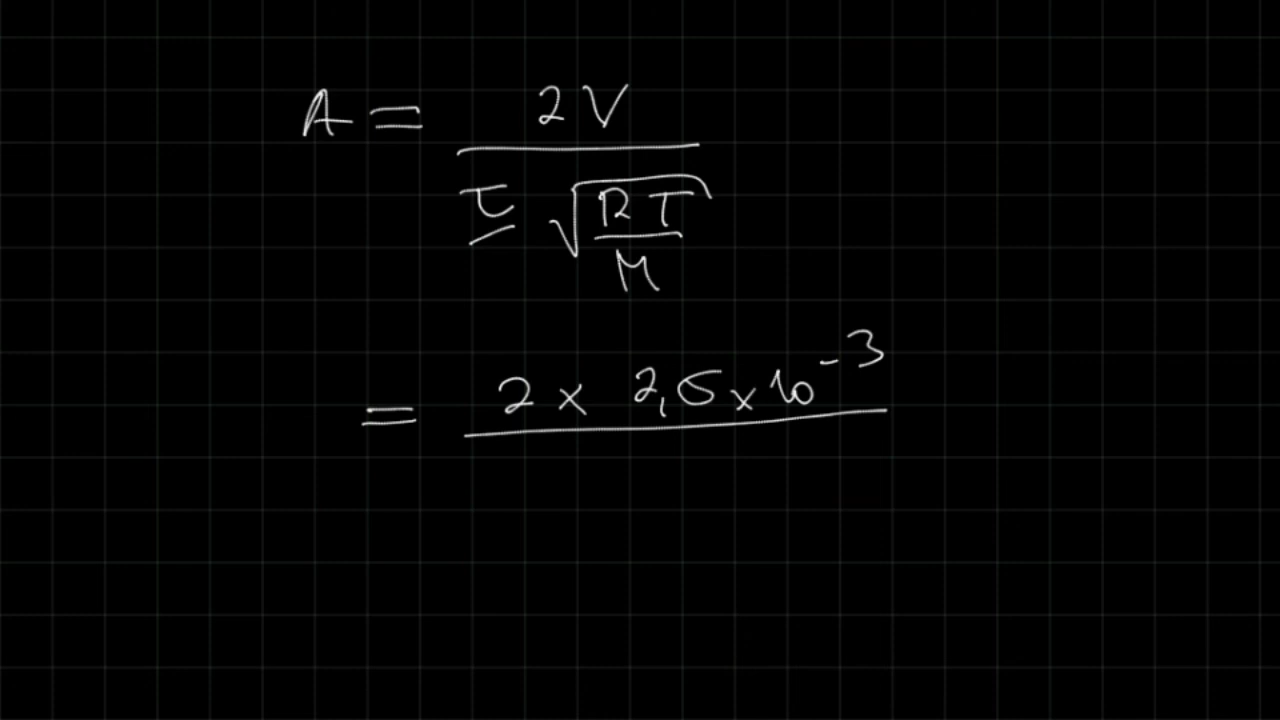 A = 2V
τ √RT
M
= 2 x 2,5 x 10^-3